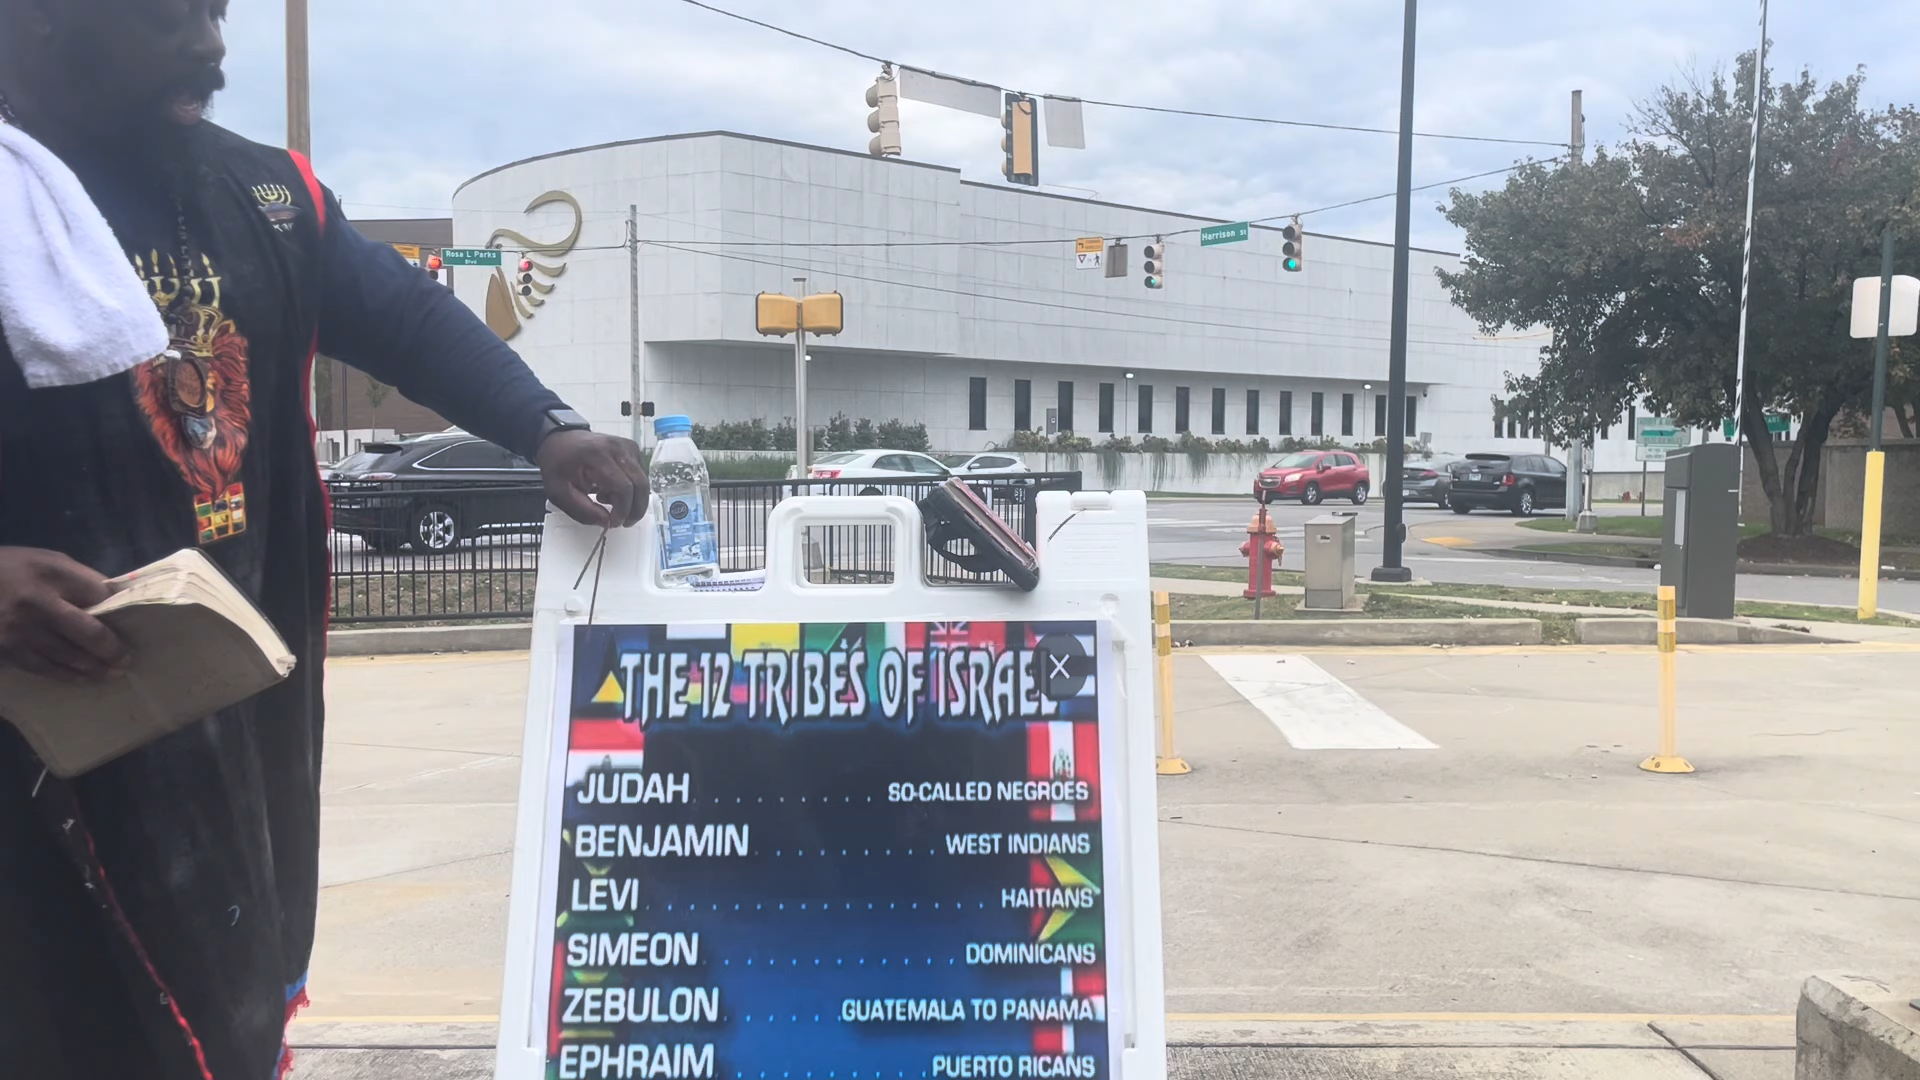 Rosa L Parks
Blvd
Harrison St
THE 12 TRIBES OF ISRAEL
JUDAH . . . . . . . . . SO-CALLED NEGROES
BENJAMIN . . . . . . . . . WEST INDIANS
LEVI . . . . . . . . . . . . . . . . HAITIANS
SIMEON . . . . . . . . . . . . DOMINICANS
ZEBULON . . . . . . GUATEMALA TO PANAMA
EPHRAIM . . . . . . . . . . PUERTO RICANS